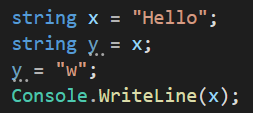 string x = "Hello";
string y = x;
y = "w";
Console.WriteLine(x);